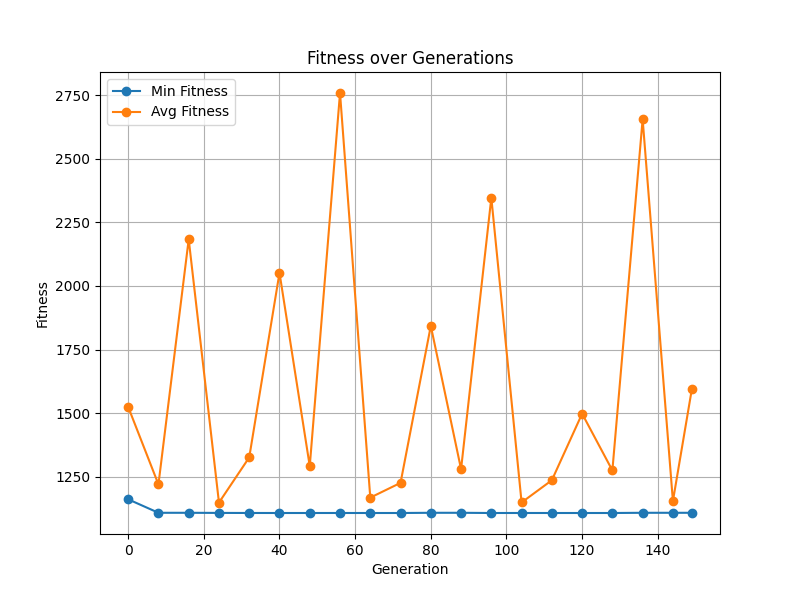 Fitness over Generations
Min Fitness
Avg Fitness
2750
2500
2250
2000
1750
1500
1250
Fitness
0 20 40 60 80 100 120 140
Generation